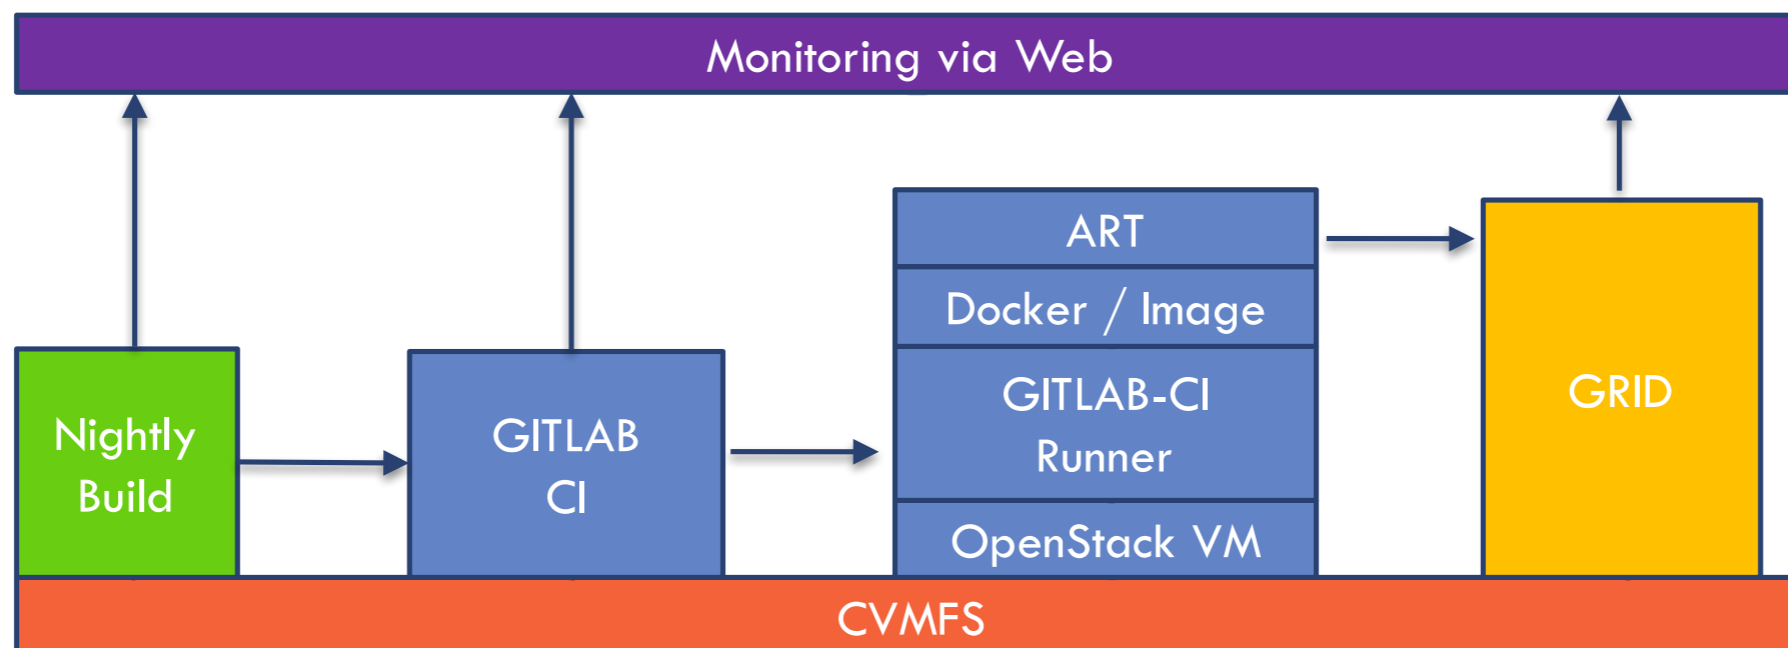 Monitoring via Web
Nightly
Build
GITLAB
CI
ART
Docker / Image
GITLAB-CI
Runner
OpenStack VM
GRID
CVMFS